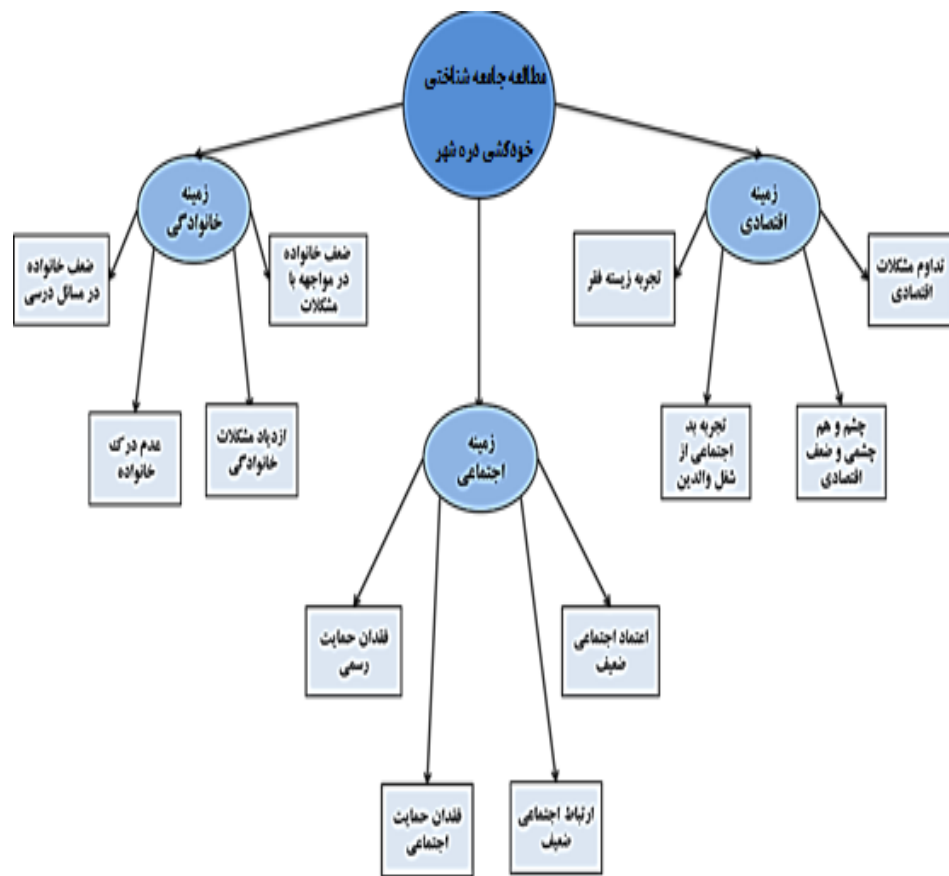 مطالعه جامعه شناختی
خودکشی دره شهر
زمینه
اقتصادی
زمینه
خانوادگی
تداوم مشکلات
اقتصادی
تجربه زیسته فقر
ضعف خانواده
در مواجهه با
مشکلات
ضعف خانواده
در مسائل درسی
چشم و هم
چشمی و ضعف
اقتصادی
تجربه بد
اجتماعی از
شغل والدین
ازدیاد مشکلات
خانوادگی
عدم درک
خانواده
زمینه
اجتماعی
اعتماد اجتماعی
ضعیف
فقدان حمایت
رسمی
ارتباط اجتماعی
ضعیف
فقدان حمایت
اجتماعی